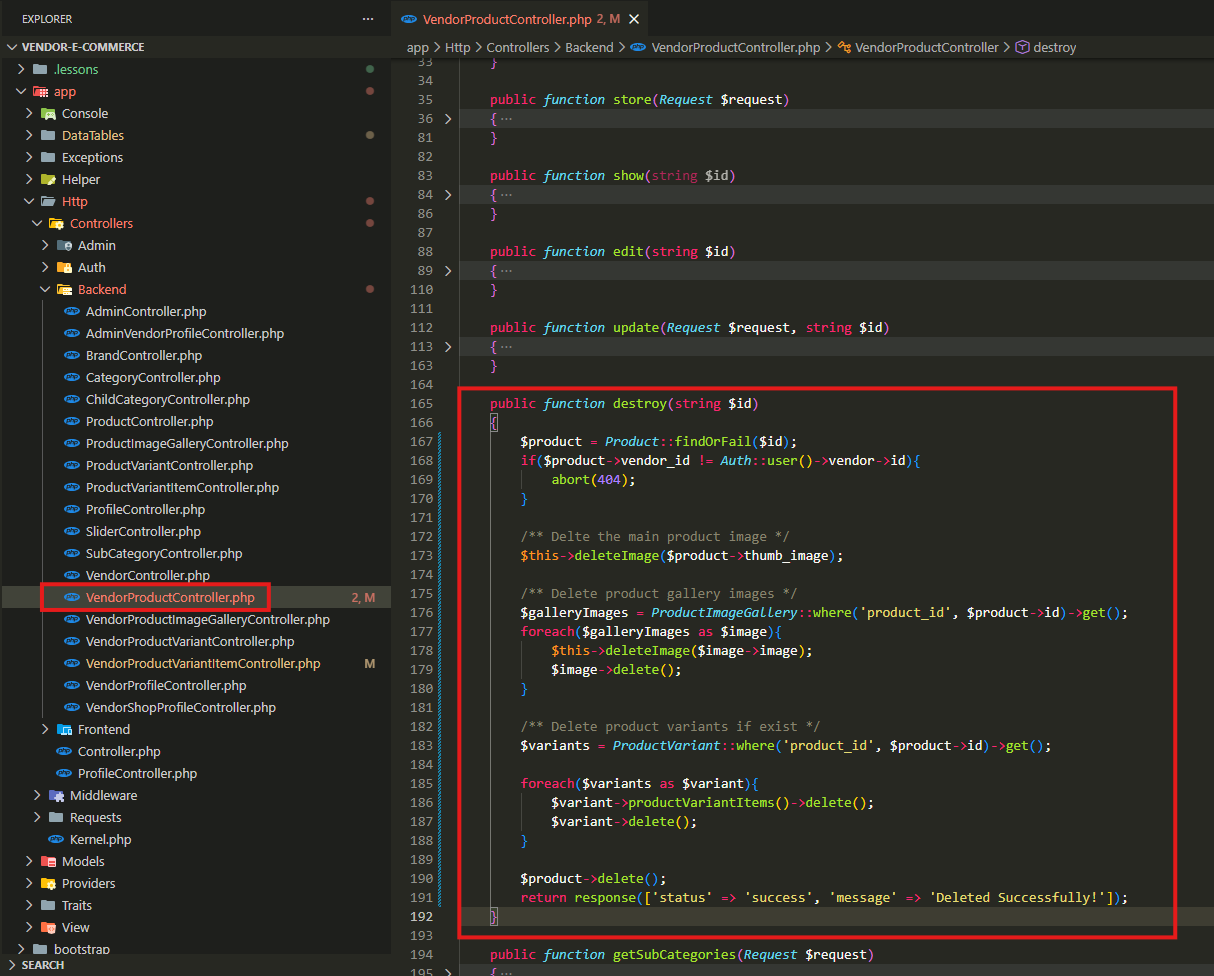 EXPLORER ...
VENDOR-E-COMMERCE
.lessons
app
Console
DataTables
Exceptions
Helper
Http
Controllers
Admin
Auth
Backend
AdminController.php
AdminVendorProfileController.php
BrandController.php
CategoryController.php
ChildCategoryController.php
ProductController.php
ProductImageGalleryController.php
ProductVariantController.php
ProductVariantItemController.php
ProfileController.php
SliderController.php
SubCategoryController.php
VendorController.php
VendorProductController.php 2, M
VendorProductImageGalleryController.php
VendorProductVariantController.php
VendorProductVariantItemController.php M
VendorProfileController.php
VendorShopProfileController.php
Frontend
Controller.php
ProfileController.php
Middleware
Requests
Kernel.php
Models
Providers
Traits
View
bootstrap
SEARCH
VendorProductController.php 2, M ×
app > Http > Controllers > Backend > VendorProductController.php > VendorProductController > destroy
33 }
34
35 public function store(Request $request)
36 { ...
81 }
82
83 public function show(string $id)
84 { ...
86 }
87
88 public function edit(string $id)
89 { ...
110 }
111
112 public function update(Request $request, string $id)
113 { ...
163 }
164
165 public function destroy(string $id)
166 {
167 $product = Product::findOrFail($id);
168 if($product->vendor_id != Auth::user()->vendor->id){
169 abort(404);
170 }
171
172 /** Delte the main product image */
173 $this->deleteImage($product->thumb_image);
174
175 /** Delete product gallery images */
176 $galleryImages = ProductImageGallery::where('product_id', $product->id)->get();
177 foreach($galleryImages as $image){
178 $this->deleteImage($image->image);
179 $image->delete();
180 }
181
182 /** Delete product variants if exist */
183 $variants = ProductVariant::where('product_id', $product->id)->get();
184
185 foreach($variants as $variant){
186 $variant->productVariantItems()->delete();
187 $variant->delete();
188 }
189
190 $product->delete();
191 return response(['status' => 'success', 'message' => 'Deleted Successfully!']);
192 }
193
194 public function getSubCategories(Request $request)
195 { ...